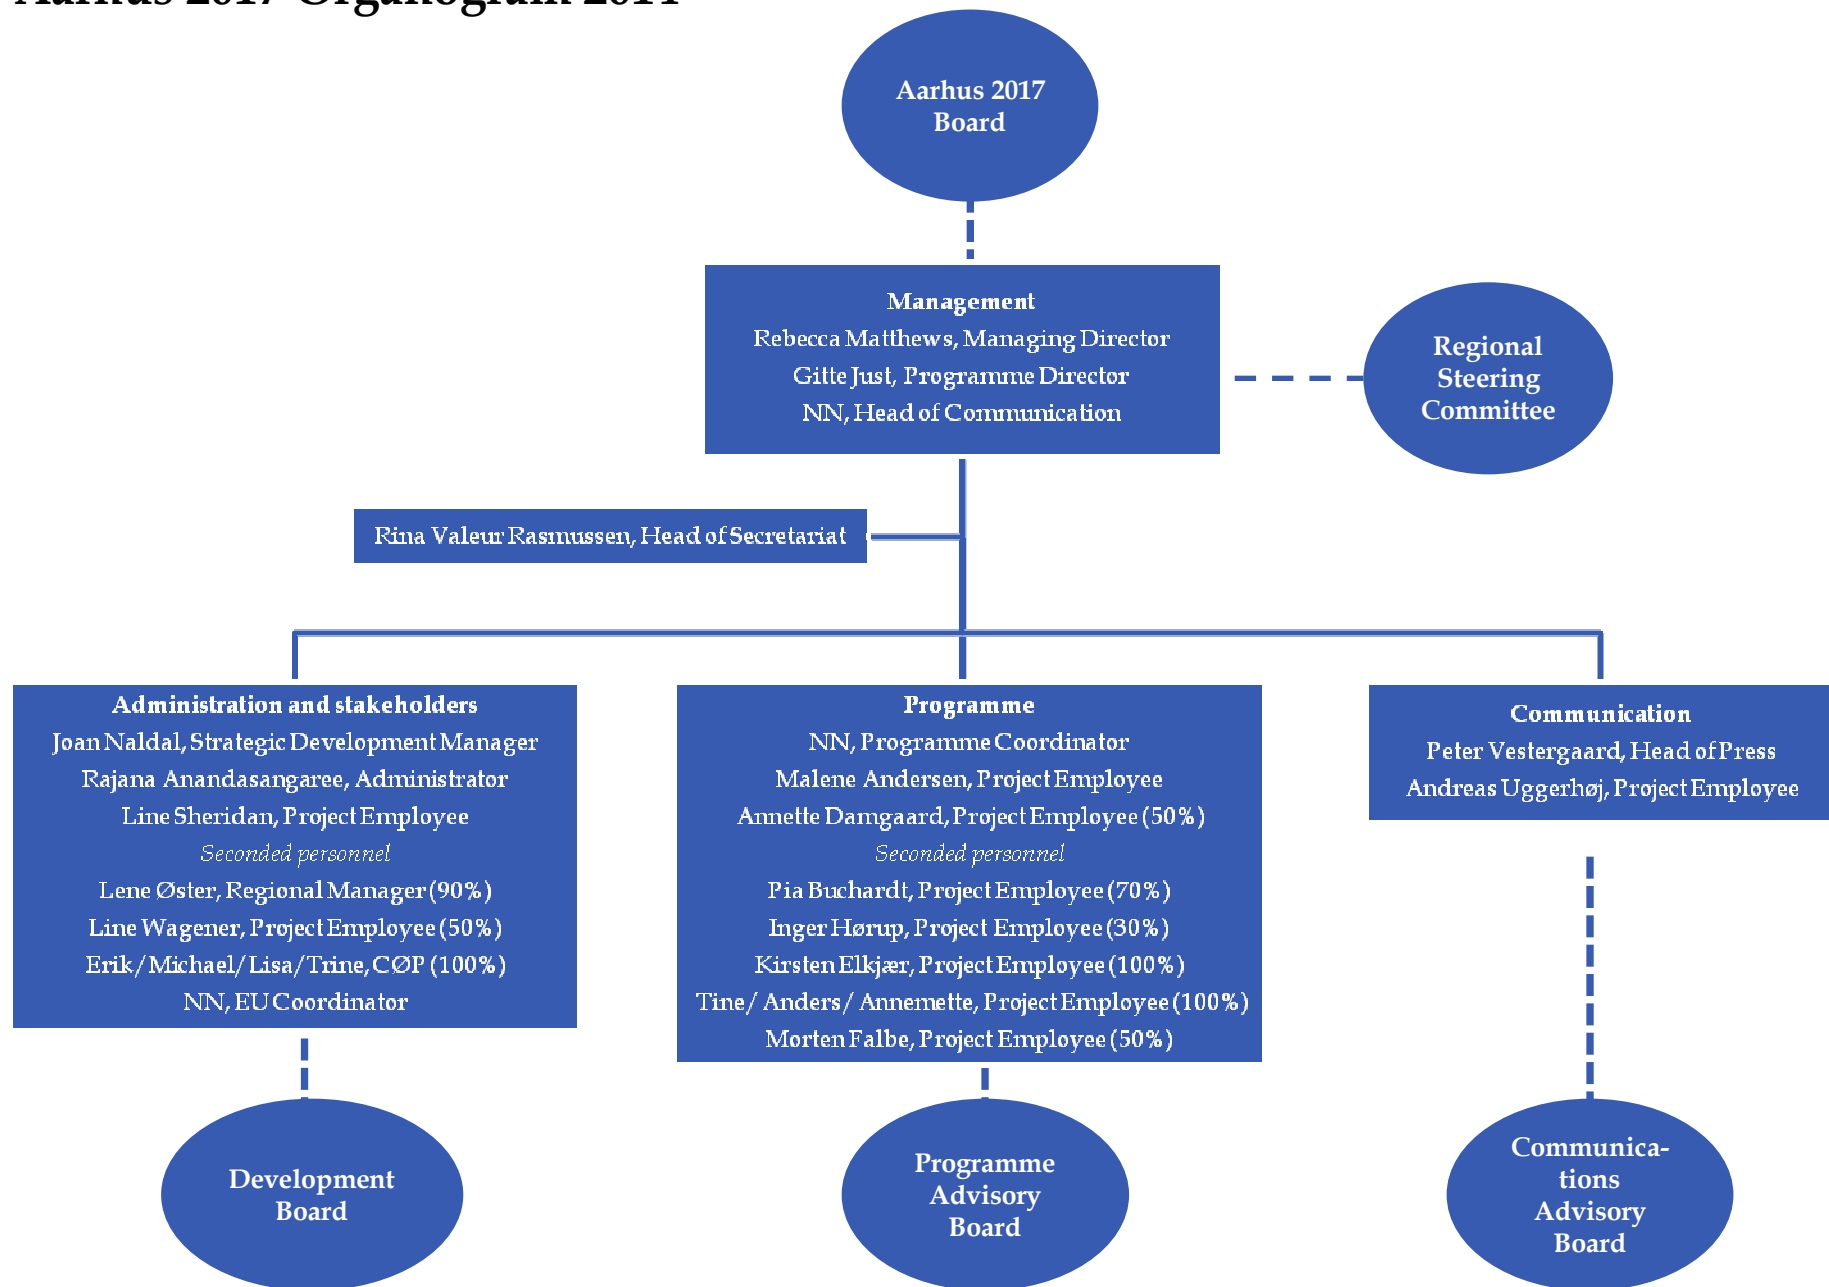 Aarhus 2017 Organogram 2014
Aarhus 2017
Board
Management
Rebecca Matthews, Managing Director
Gitte Just, Programme Director
NN, Head of Communication
Regional
Steering
Committee
Rina Valeur Rasmussen, Head of Secretariat
Administration and stakeholders
Joan Naldal, Strategic Development Manager
Rajana Anandasangaree, Administrator
Line Sheridan, Project Employee
Seconded personnel
Lene Øster, Regional Manager (90%)
Line Wagener, Project Employee (50%)
Erik/Michael/Lisa/Trine, CØP (100%)
NN, EU Coordinator
Programme
NN, Programme Coordinator
Malene Andersen, Project Employee
Annette Damgaard, Project Employee (50%)
Seconded personnel
Pia Buchardt, Project Employee (70%)
Inger Hørup, Project Employee (30%)
Kirsten Elkjær, Project Employee (100%)
Tine/ Anders/ Annemette, Project Employee (100%)
Morten Falbe, Project Employee (50%)
Communication
Peter Vestergaard, Head of Press
Andreas Uggerhøj, Project Employee
Development
Board
Programme
Advisory
Board
Communica-
tions
Advisory
Board